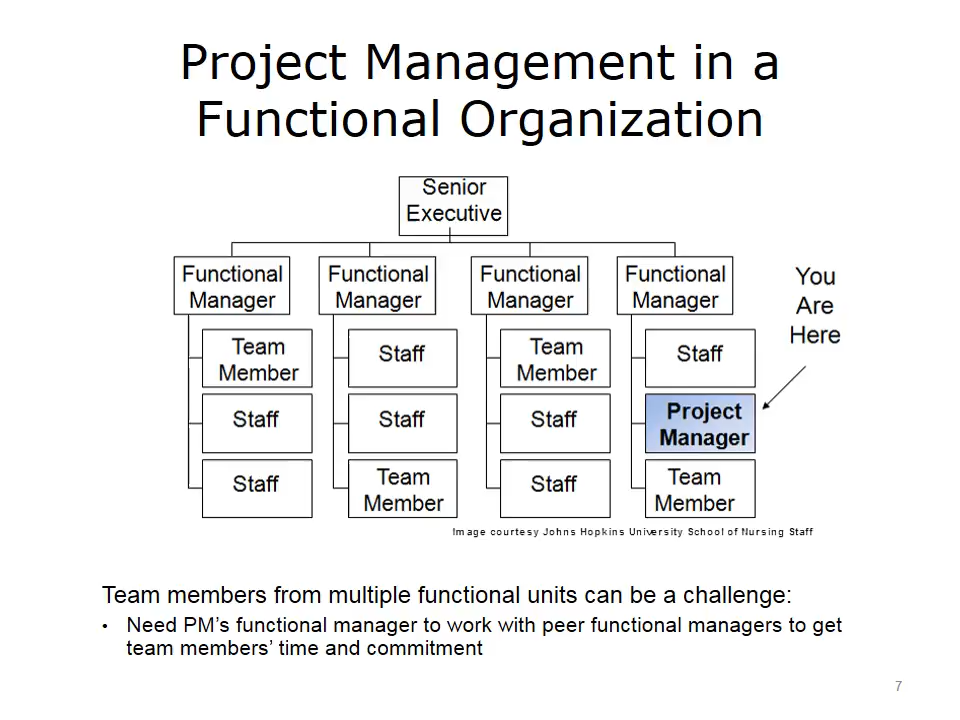 Project Management in a
Functional Organization
Senior
Executive
Functional
Manager
Functional
Manager
Functional
Manager
Functional
Manager
You
Are
Here
Team
Member
Staff
Team
Member
Staff
Staff
Staff
Staff
Project
Manager
Staff
Team
Member
Staff
Team
Member
Image courtesy Johns Hopkins University School of Nursing Staff
Team members from multiple functional units can be a challenge:
• Need PM’s functional manager to work with peer functional managers to get
team members’ time and commitment
7